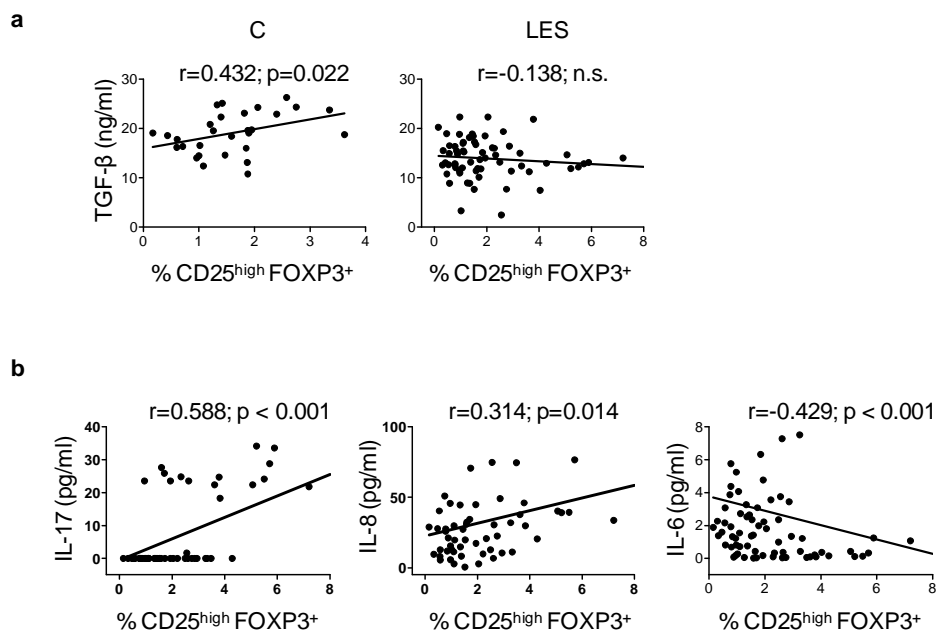 a
C
LES
r=0.432; p=0.022
r=-0.138; n.s.
TGF-β (ng/ml)
30
20
10
0
0 1 2 3 4
% CD25high FOXP3+
30
20
10
0
0 2 4 6 8
% CD25high FOXP3+
b
r=0.588; p < 0.001
r=0.314; p=0.014
r=-0.429; p < 0.001
IL-17 (pg/ml)
40
30
20
10
0
0 2 4 6 8
% CD25high FOXP3+
IL-8 (pg/ml)
100
50
0
0 2 4 6 8
% CD25high FOXP3+
IL-6 (pg/ml)
8
6
4
2
0
0 2 4 6 8
% CD25high FOXP3+